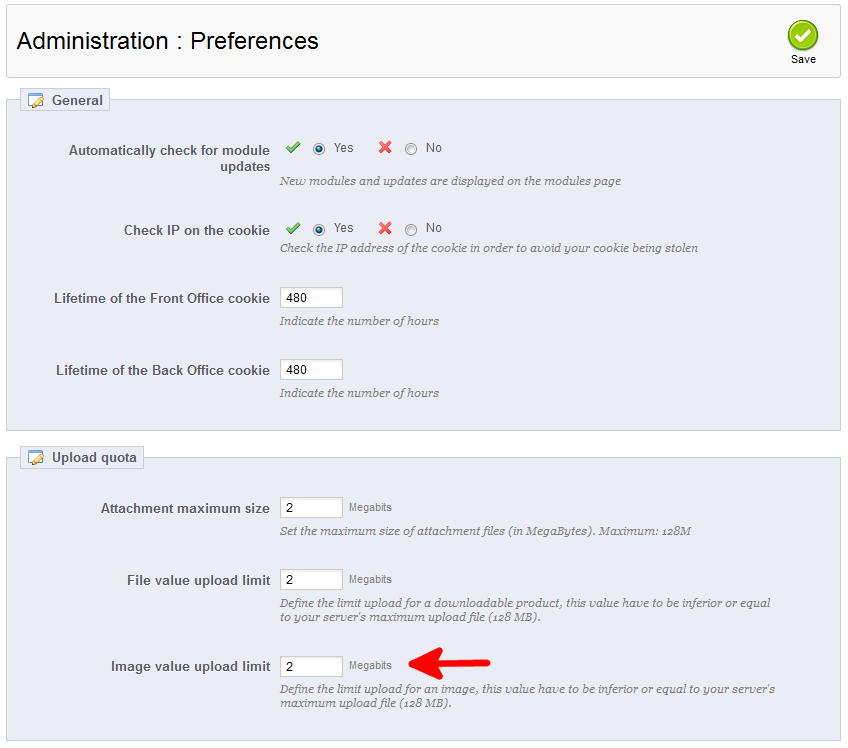 Administration : Preferences
Save
General
Automatically check for module
updates
Yes
No
New modules and updates are displayed on the modules page
Check IP on the cookie
Yes
No
Check the IP address of the cookie in order to avoid your cookie being stolen
Lifetime of the Front Office cookie
480
Indicate the number of hours
Lifetime of the Back Office cookie
480
Indicate the number of hours
Upload quota
Attachment maximum size
2
Megabits
Set the maximum size of attachment files (in MegaBytes). Maximum: 128M
File value upload limit
2
Megabits
Define the limit upload for a downloadable product, this value have to be inferior or equal
to your server's maximum upload file (128 MB).
Image value upload limit
2
Megabits
Define the limit upload for an image, this value have to be inferior or equal to your server's
maximum upload file (128 MB).